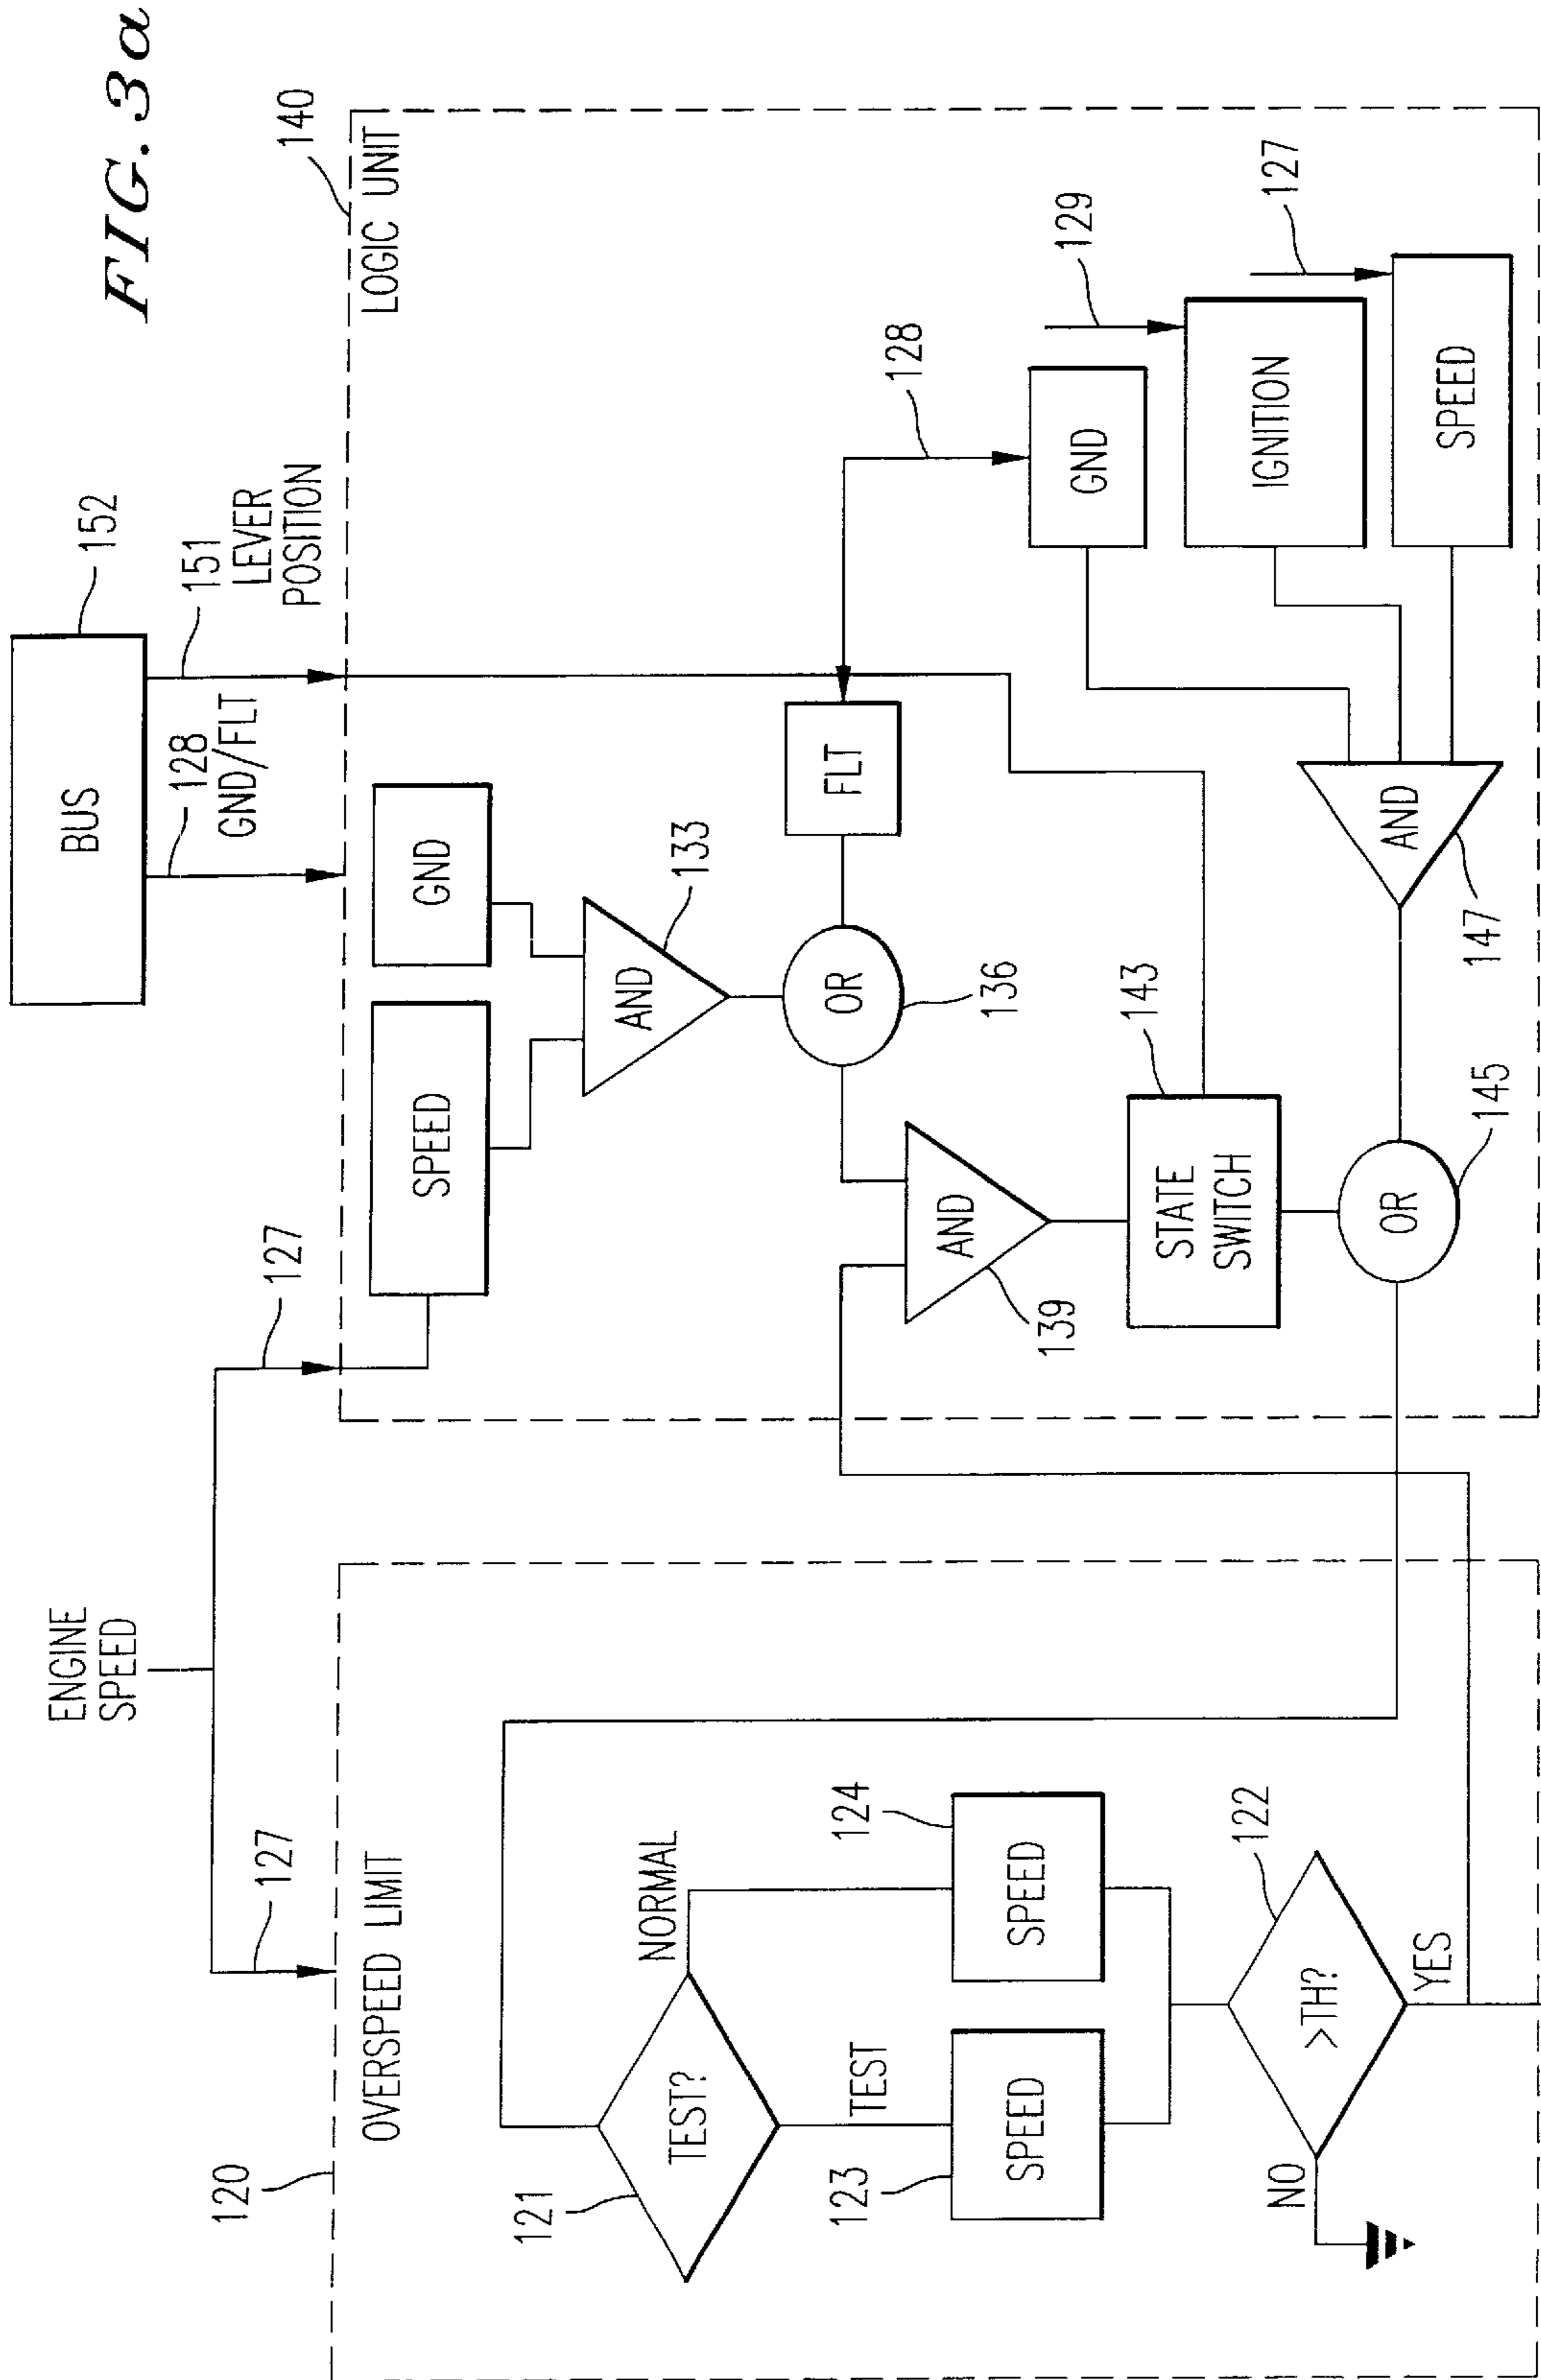 FIG. 3a
ENGINE
SPEED
BUS
152
127
127
128
GND/FLT
151
LEVER
POSITION
140
120
OVERSPEED LIMIT
LOGIC UNIT
SPEED
GND
AND
133
121
TEST?
NORMAL
TEST
OR
136
FLT
128
123
SPEED
124
SPEED
AND
139
GND
129
STATE
SWITCH
143
IGNITION
127
122
>TH?
NO
YES
OR
145
AND
147
SPEED